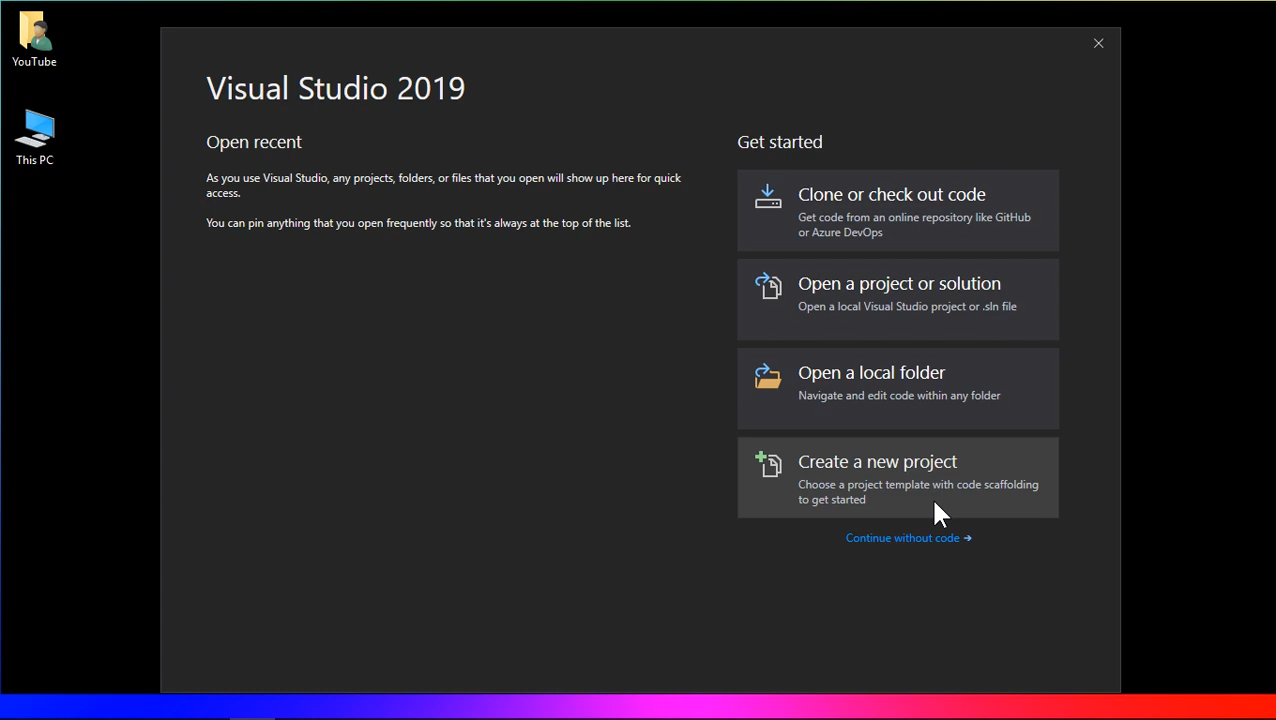 YouTube
This PC
Visual Studio 2019
Open recent
As you use Visual Studio, any projects, folders, or files that you open will show up here for quick
access.
You can pin anything that you open frequently so that it's always at the top of the list.
Get started
Clone or check out code
Get code from an online repository like GitHub
or Azure DevOps
Open a project or solution
Open a local Visual Studio project or .sln file
Open a local folder
Navigate and edit code within any folder
Create a new project
Choose a project template with code scaffolding
to get started
Continue without code →